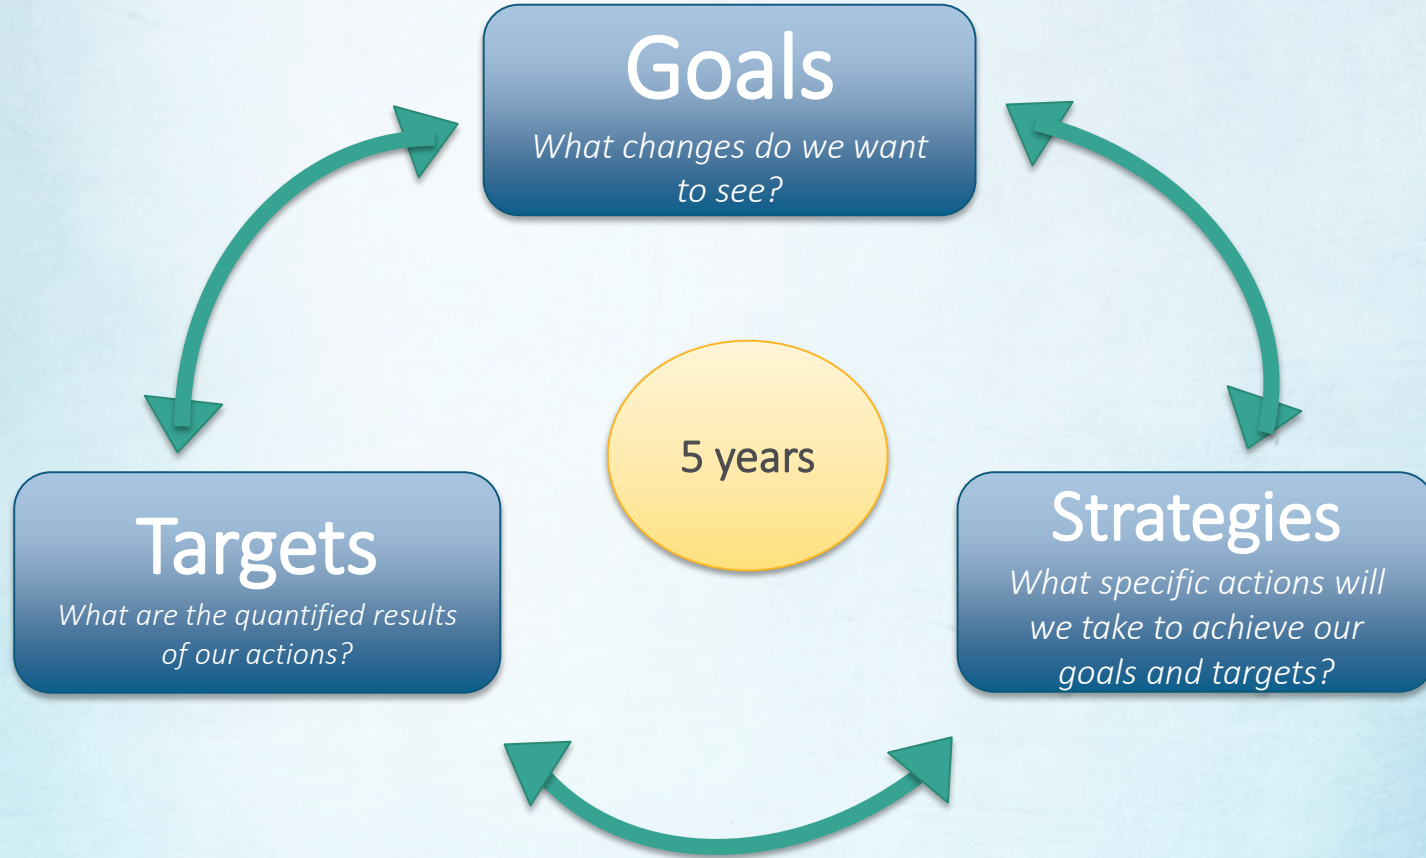 Goals
What changes do we want
to see?
5 years
Targets
What are the quantified results
of our actions?
Strategies
What specific actions will
we take to achieve our
goals and targets?